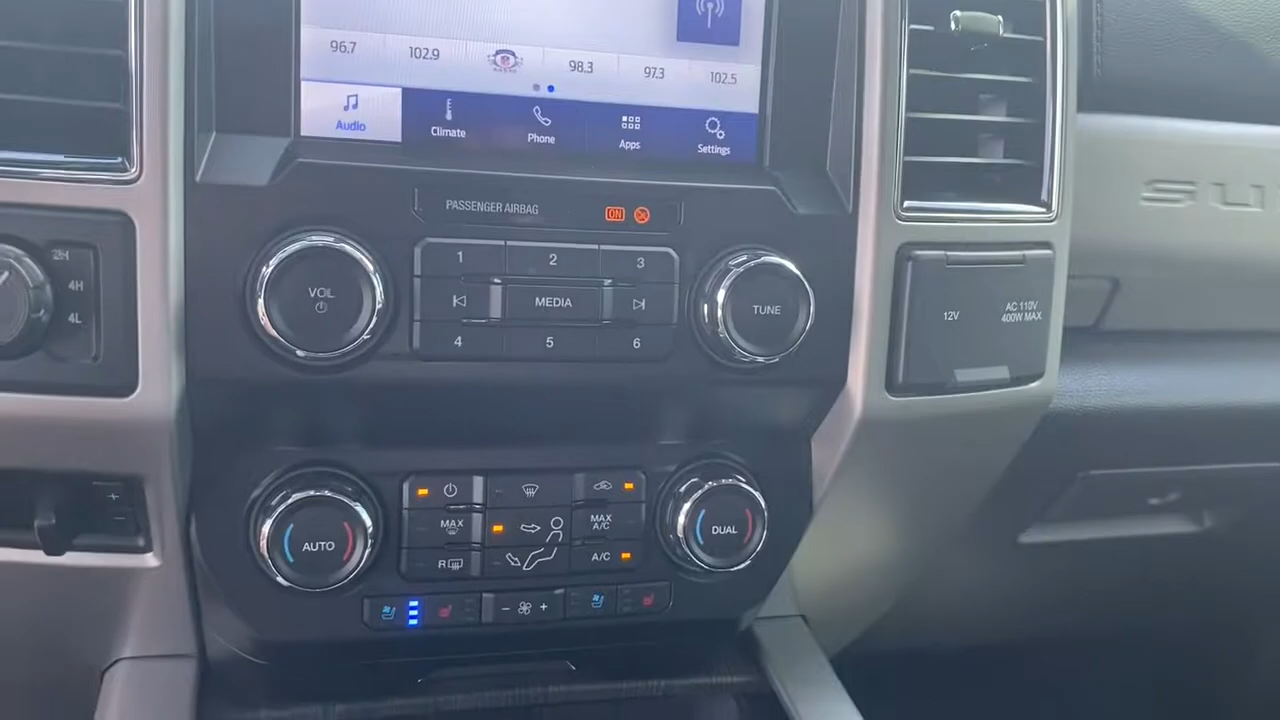 96.7 102.9 98.3 97.3 102.5
Audio Climate Phone Apps Settings
PASSENGER AIRBAG ON
2H
4H
4L
VOL
1 2 3
MEDIA
4 5 6
TUNE
12V
AC 110V
400W MAX
SU
AUTO
MAX
R
MAX
A/C
A/C
DUAL
+
−
− +